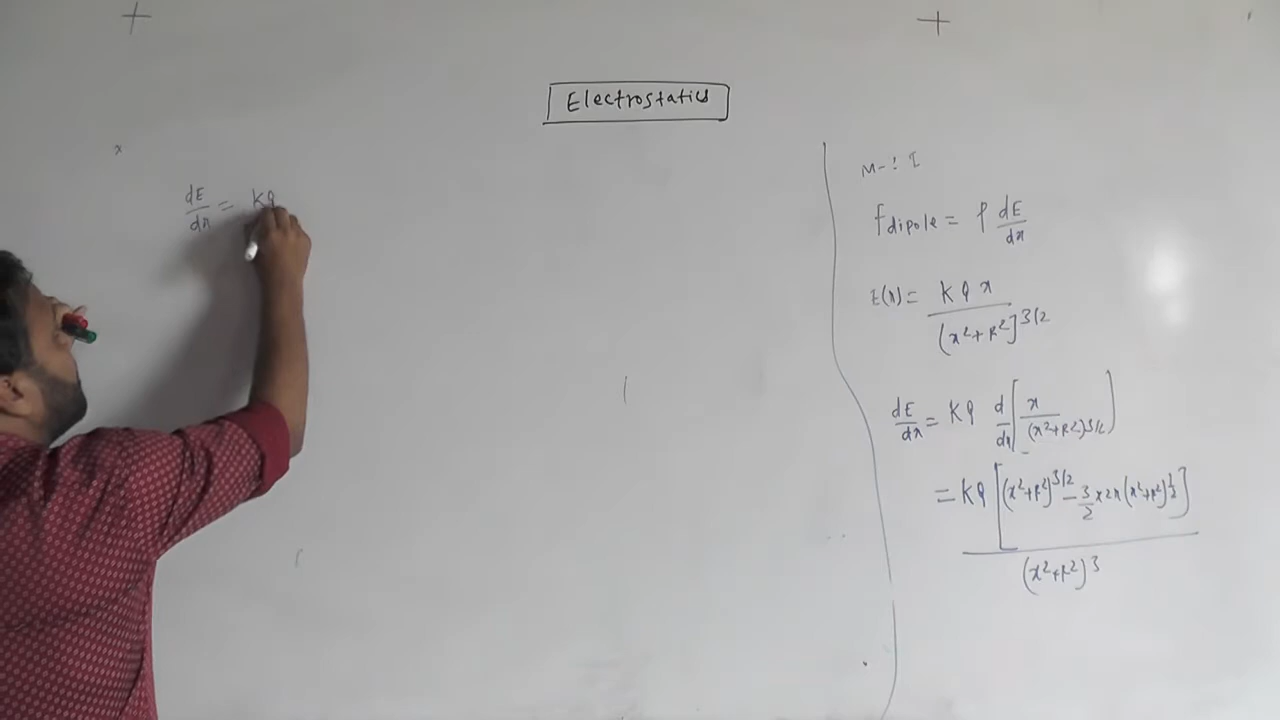 Electrostatics
dE/dx = KQ
M-: I
Fdipole = P dE/dx
E(x) = KQx/(x²+R²)^3/2
dE/dx = KQ d/dx[x/(x²+R²)^3/2]
= KQ[(x²+R²)^3/2 - 3/2 x 2x(x²+R²)^1/2]
(x²+R²)^3